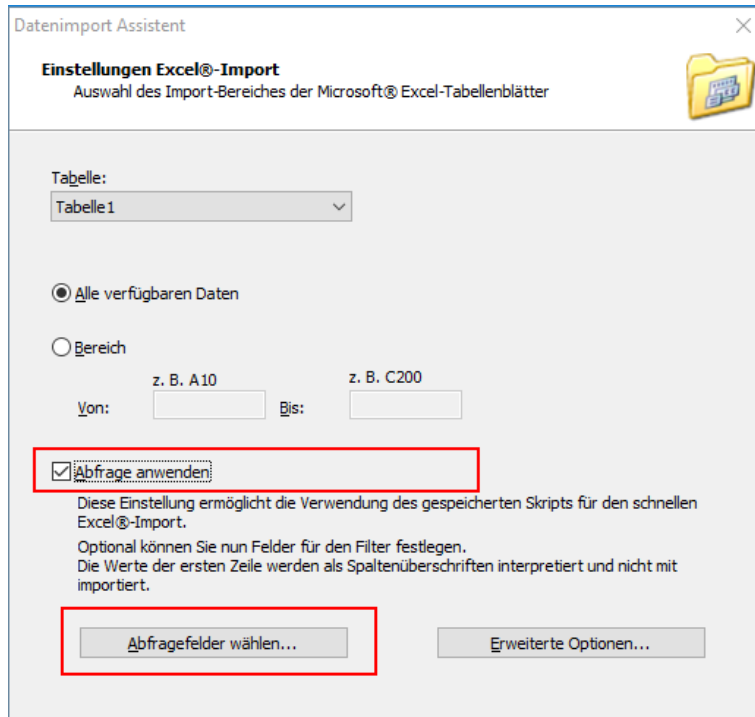 Datenimport Assistent
Einstellungen Excel®-Import
Auswahl des Import-Bereiches der Microsoft® Excel-Tabellenblätter
Tabelle:
Tabelle1
Alle verfügbaren Daten
Bereich
z. B. A10 z. B. C200
Von: Bis:
Abfrage anwenden
Diese Einstellung ermöglicht die Verwendung des gespeicherten Skripts für den schnellen
Excel®-Import.
Optional können Sie nun Felder für den Filter festlegen.
Die Werte der ersten Zeile werden als Spaltenüberschriften interpretiert und nicht mit
importiert.
Abfragefelder wählen... Erweiterte Optionen...